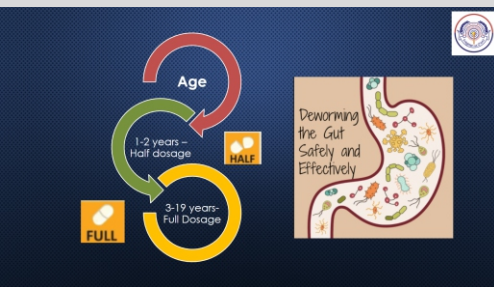 Age
1-2 years –
Half dosage
HALF
3-19 years-
Full Dosage
FULL
Deworming
the Gut
Safely and
Effectively